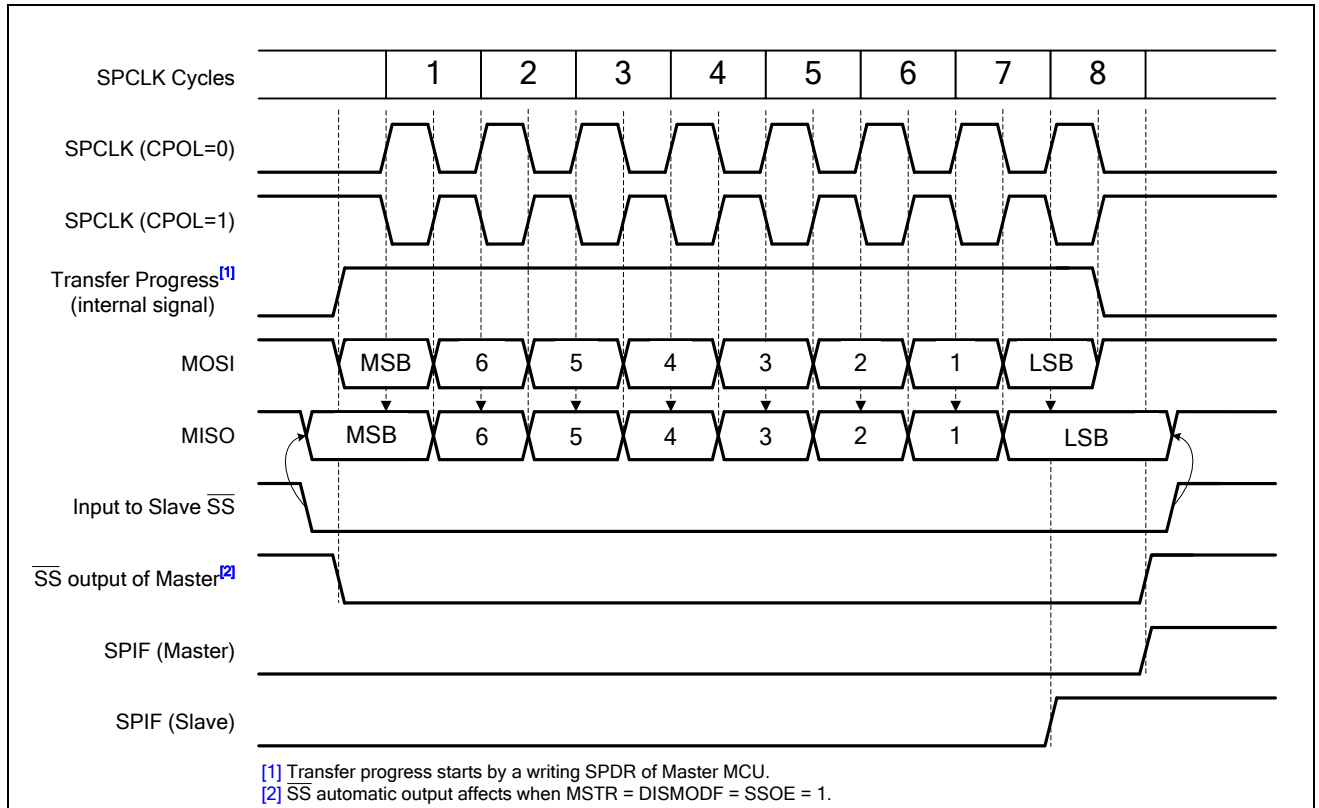 SPCLK Cycles 1 2 3 4 5 6 7 8
SPCLK (CPOL=0)
SPCLK (CPOL=1)
Transfer Progress[1]
(internal signal)
MOSI MSB 6 5 4 3 2 1 LSB
MISO MSB 6 5 4 3 2 1 LSB
Input to Slave S̅S̅
S̅S̅ output of Master[2]
SPIF (Master)
SPIF (Slave)
[1] Transfer progress starts by a writing SPDR of Master MCU.
[2] S̅S̅ automatic output affects when MSTR = DISMODF = SSOE = 1.